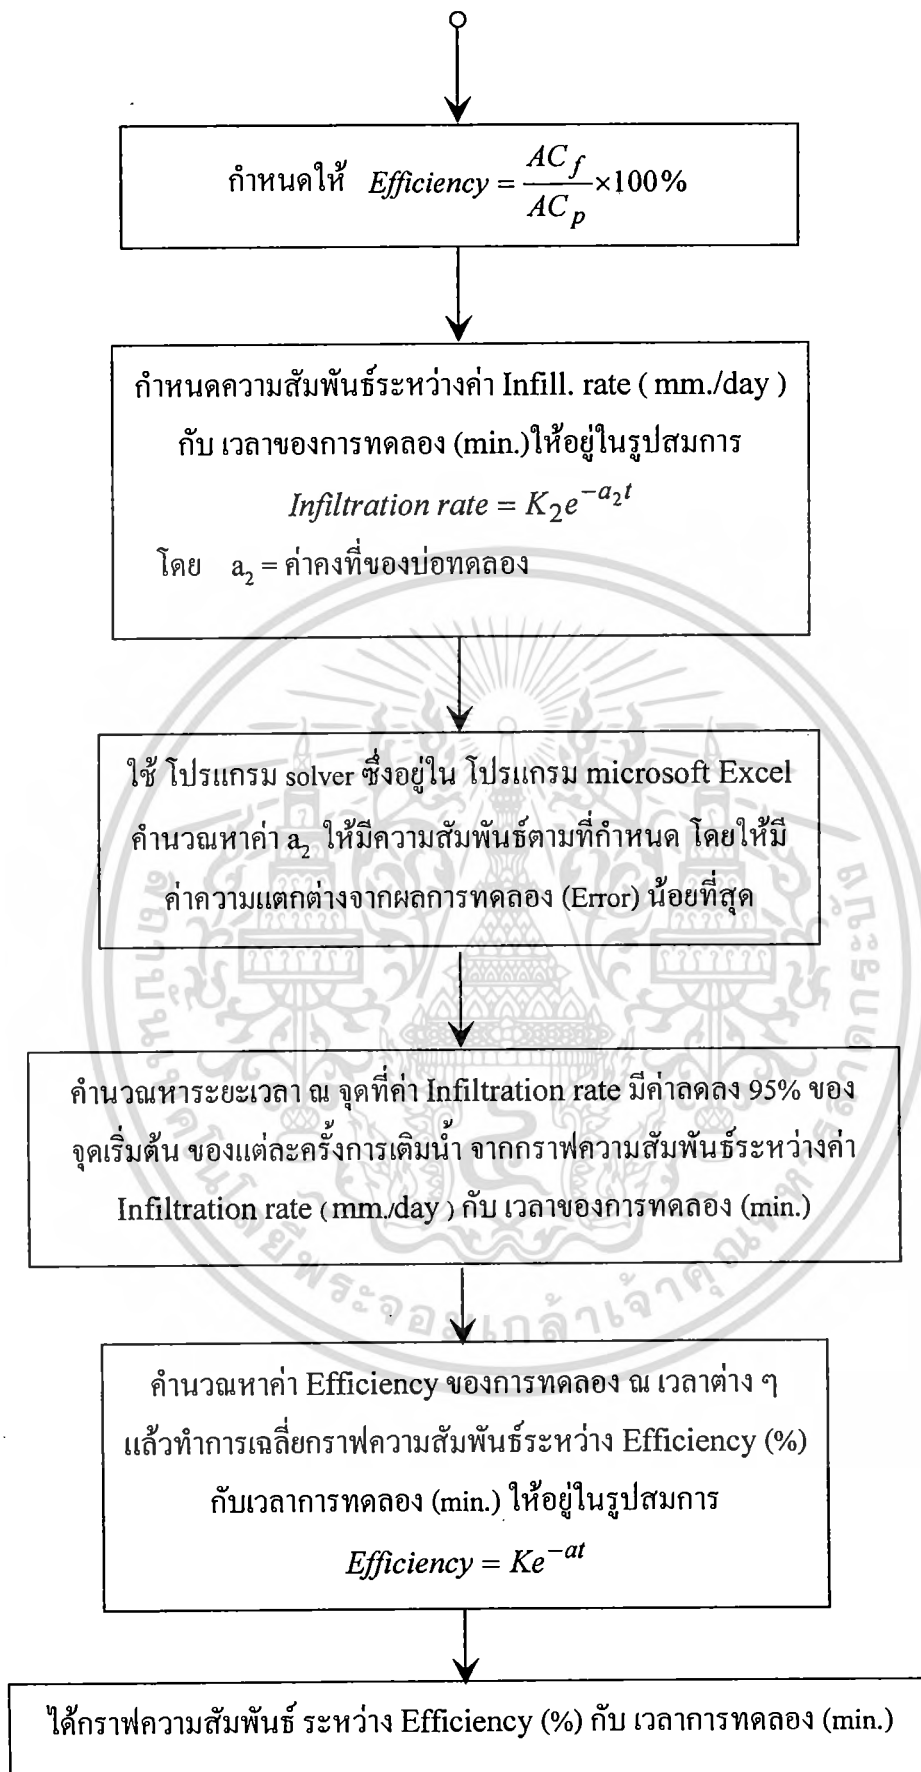 กำหนดให้ Efficiency = \frac{AC_f}{AC_p} ×100%
กำหนดความสัมพันธ์ระหว่างค่า Infill. rate ( mm./day )
กับ เวลาของการทดลอง (min.)ให้อยู่ในรูปสมการ
Infiltration rate = K_2 e^{-a_2 t}
โดย a_2 = ค่าคงที่ของบ่อทดลอง
ใช้ โปรแกรม solver ซึ่งอยู่ใน โปรแกรม microsoft Excel
คำนวณหาค่า a_2 ให้มีความสัมพันธ์ตามที่กำหนด โดยให้มี
ค่าความแตกต่างจากผลการทดลอง (Error) น้อยที่สุด
คำนวณหาระยะเวลา ณ จุดที่ค่า Infiltration rate มีค่าลดลง 95% ของ
จุดเริ่มต้น ของแต่ละครั้งการเติมน้ำ จากกราฟความสัมพันธ์ระหว่างค่า
Infiltration rate ( mm./day ) กับ เวลาของการทดลอง (min.)
คำนวณหาค่า Efficiency ของการทดลอง ณ เวลาต่าง ๆ
แล้วทำการเฉลี่ยกราฟความสัมพันธ์ระหว่าง Efficiency (%)
กับเวลาการทดลอง (min.) ให้อยู่ในรูปสมการ
Efficiency = Ke^{-at}
ได้กราฟความสัมพันธ์ ระหว่าง Efficiency (%) กับ เวลาการทดลอง (min.)